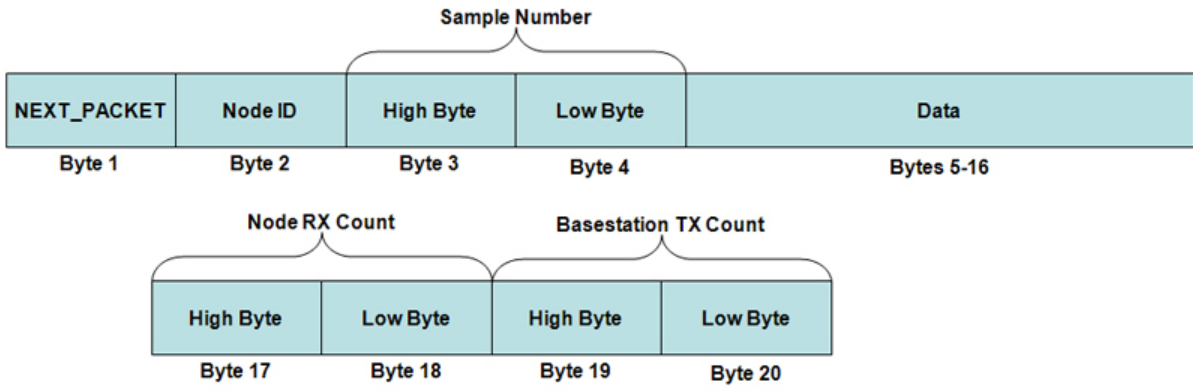 Sample Number
NEXT_PACKET Node ID High Byte Low Byte Data
Byte 1 Byte 2 Byte 3 Byte 4 Bytes 5-16
Node RX Count Basestation TX Count
High Byte Low Byte High Byte Low Byte
Byte 17 Byte 18 Byte 19 Byte 20